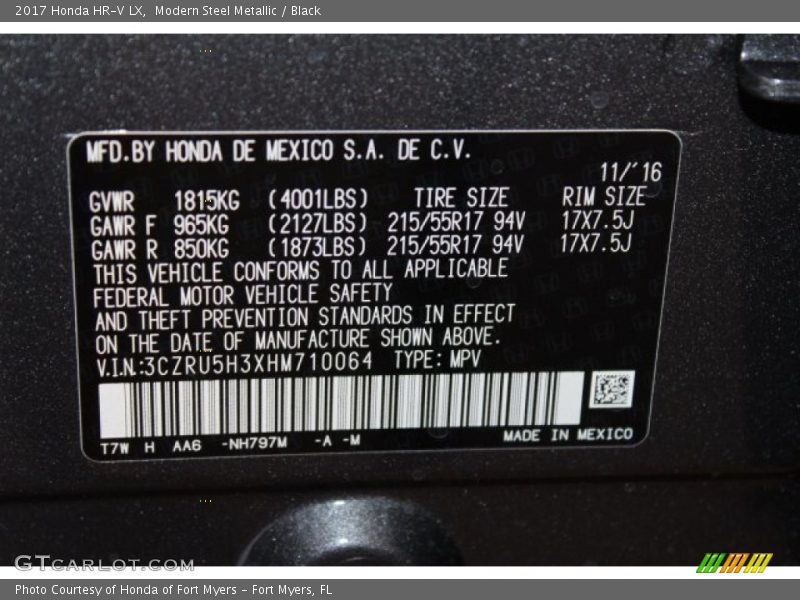 2017 Honda HR-V LX, Modern Steel Metallic / Black
MFD.BY HONDA DE MEXICO S.A. DE C.V.
11/'16
GVWR 1815KG (4001LBS) TIRE SIZE RIM SIZE
GAWR F 965KG (2127LBS) 215/55R17 94V 17X7.5J
GAWR R 850KG (1873LBS) 215/55R17 94V 17X7.5J
THIS VEHICLE CONFORMS TO ALL APPLICABLE
FEDERAL MOTOR VEHICLE SAFETY
AND THEFT PREVENTION STANDARDS IN EFFECT
ON THE DATE OF MANUFACTURE SHOWN ABOVE.
V.I.N.:3CZRU5H3XHM710064 TYPE: MPV
T7W H AA6 -NH797M -A -M MADE IN MEXICO
GTCARLOT.COM
Photo Courtesy of Honda of Fort Myers - Fort Myers, FL